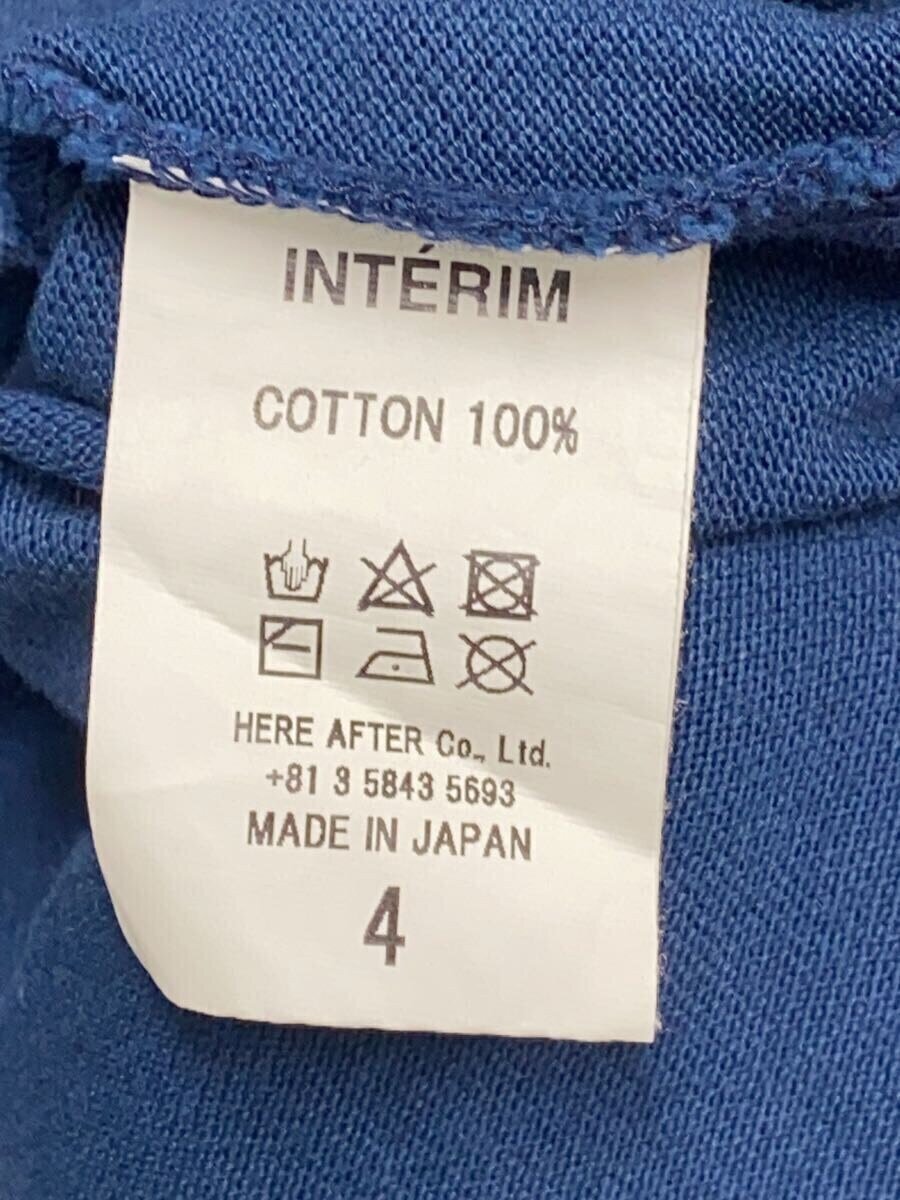 INTÉRIM
COTTON 100%
HERE AFTER Co., Ltd.
+81 3 5843 5693
MADE IN JAPAN
4